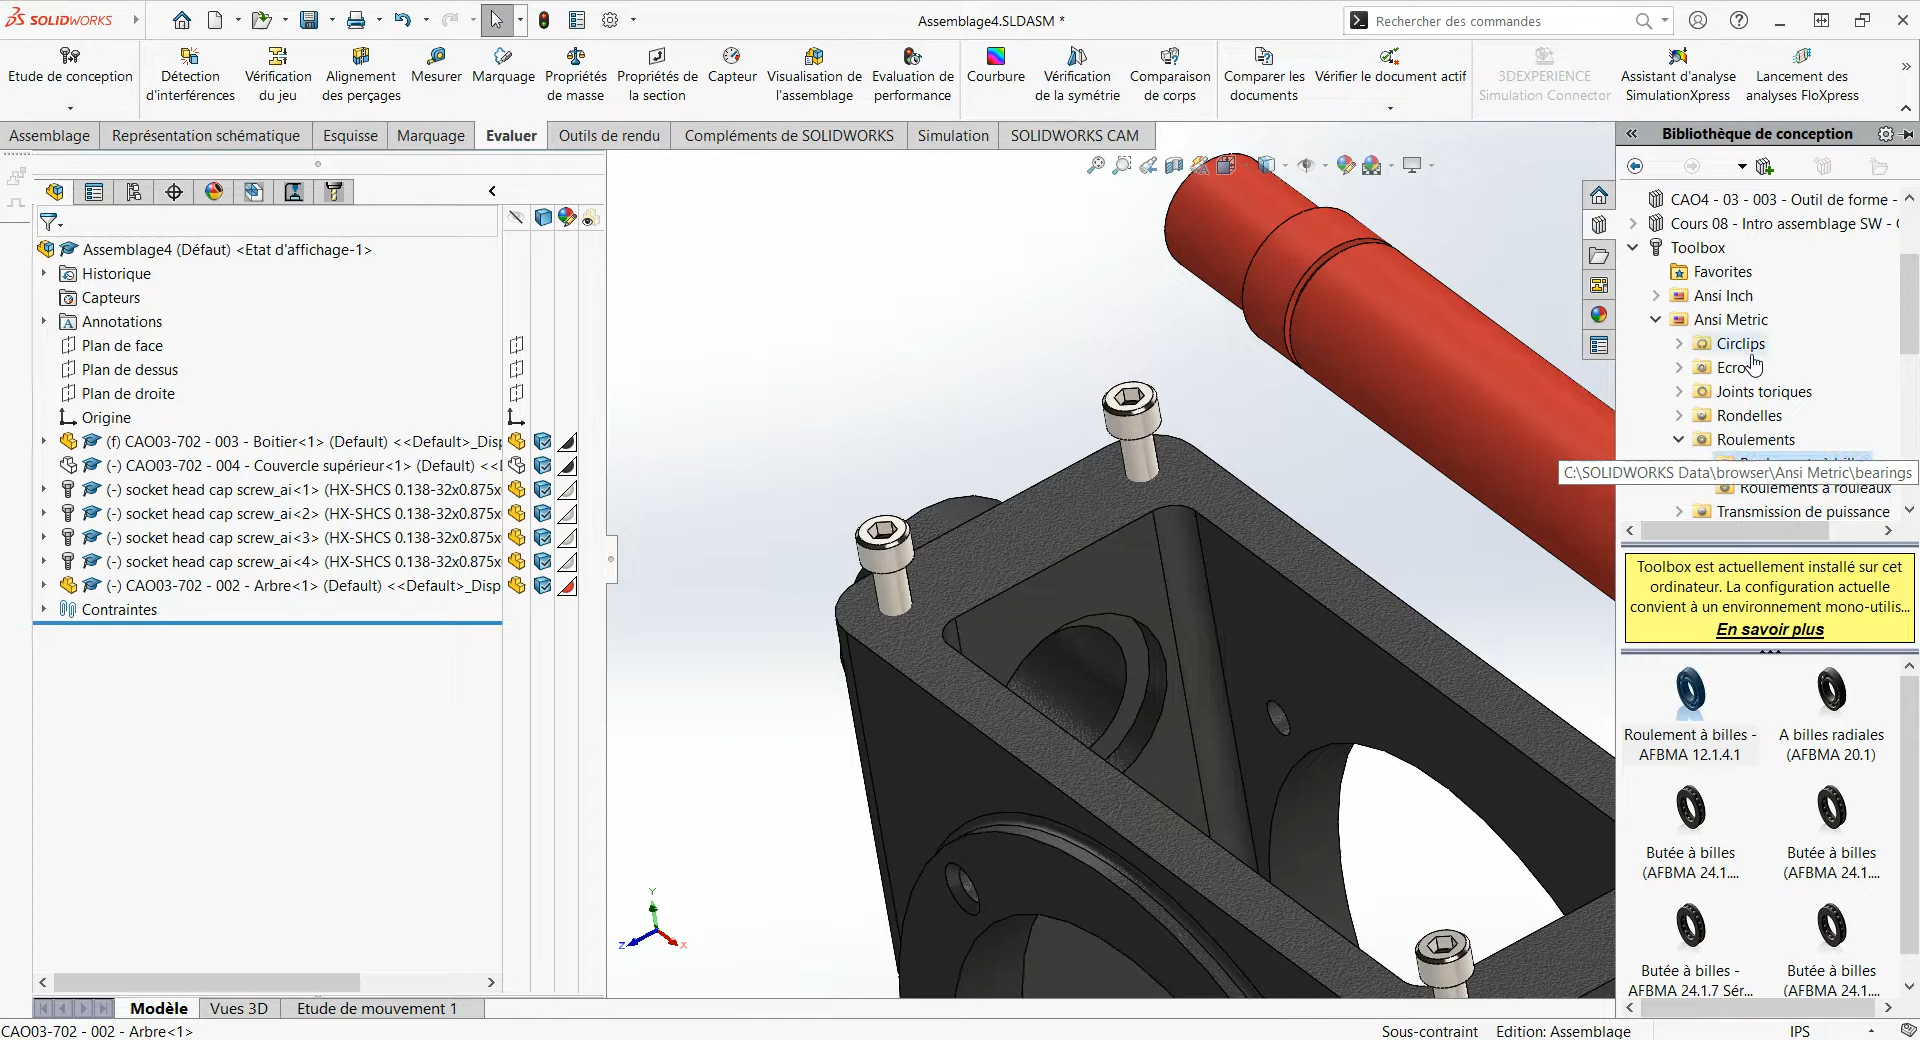 SOLIDWORKS
Assemblage4.SLDASM *
Rechercher des commandes
Etude de conception
Détection d'interférences
Vérification du jeu
Alignement des perçages
Mesurer
Marquage
Propriétés de masse
Propriétés de la section
Capteur
Visualisation de l'assemblage
Evaluation de performance
Courbure
Vérification de la symétrie
Comparaison de corps
Comparer les documents
Vérifier le document actif
3DEXPERIENCE Simulation Connector
Assistant d'analyse SimulationXpress
Lancement des analyses FloXpress
Assemblage
Représentation schématique
Esquisse
Marquage
Evaluer
Outils de rendu
Compléments de SOLIDWORKS
Simulation
SOLIDWORKS CAM
Assemblage4 (Défaut) <Etat d'affichage-1>
Historique
Capteurs
Annotations
Plan de face
Plan de dessus
Plan de droite
Origine
(f) CAO03-702 - 003 - Boitier<1> (Default) <<Default>_Disp
(-) CAO03-702 - 004 - Couvercle supérieur<1> (Default) <<
(-) socket head cap screw_ai<1> (HX-SHCS 0.138-32x0.875x
(-) socket head cap screw_ai<2> (HX-SHCS 0.138-32x0.875x
(-) socket head cap screw_ai<3> (HX-SHCS 0.138-32x0.875x
(-) socket head cap screw_ai<4> (HX-SHCS 0.138-32x0.875x
(-) CAO03-702 - 002 - Arbre<1> (Default) <<Default>_Disp
Contraintes
Y
Z
X
Bibliothèque de conception
CAO4 - 03 - 003 - Outil de forme -
Cours 08 - Intro assemblage SW -
Toolbox
Favorites
Ansi Inch
Ansi Metric
Circlips
Ecro
Joints toriques
Rondelles
Roulements
C:\SOLIDWORKS Data\browser\Ansi Metric\bearings
Roulements à rouleaux
Transmission de puissance
Toolbox est actuellement installé sur cet
ordinateur. La configuration actuelle
convient à un environnement mono-utilis...
En savoir plus
Roulement à billes - AFBMA 12.1.4.1
A billes radiales (AFBMA 20.1)
Butée à billes (AFBMA 24.1....
Butée à billes (AFBMA 24.1....
Butée à billes - AFBMA 24.1.7 Sér...
Butée à billes (AFBMA 24.1....
Modèle
Vues 3D
Etude de mouvement 1
CAO03-702 - 002 - Arbre<1>
Sous-contraint
Edition: Assemblage
IPS